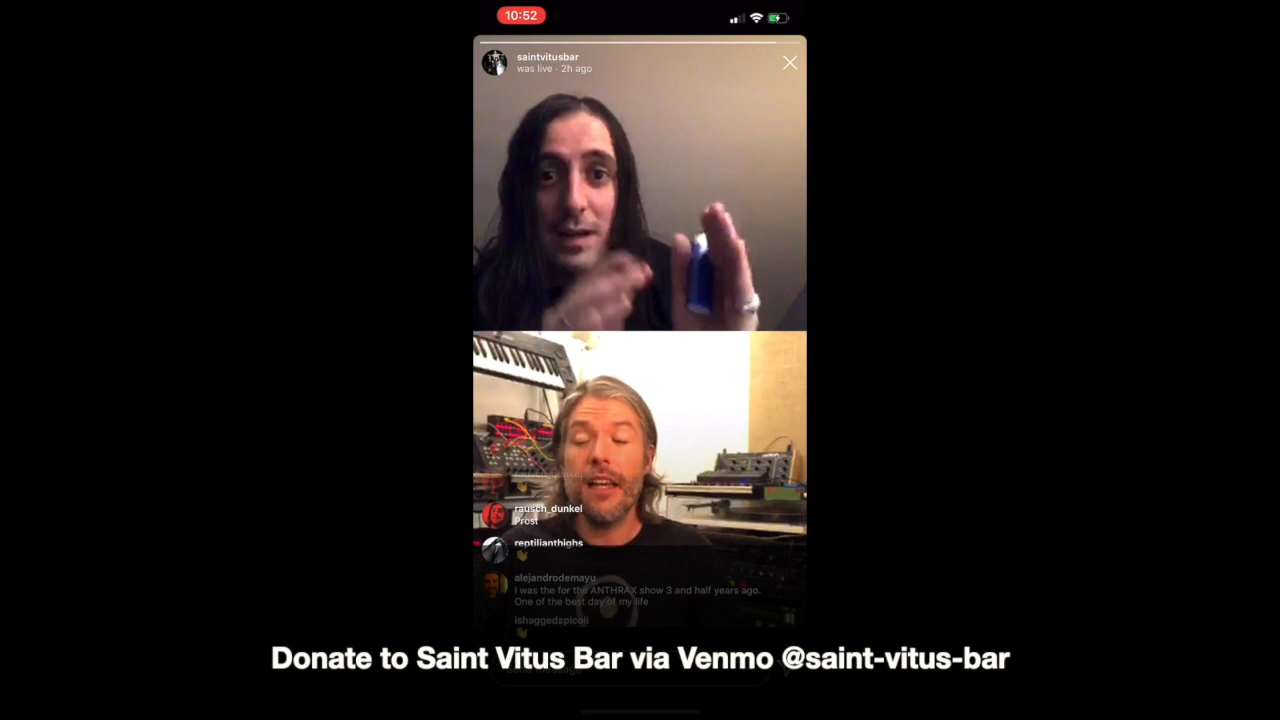 10:52
saintvitusbar
was live · 2h ago
rausch_dunkel
Prost
reptilianthighs
alejandrodemayu
I was the for the ANTHRAX show 3 and half years ago.
One of the best day of my life
ishaggedspicoli
Donate to Saint Vitus Bar via Venmo @saint-vitus-bar